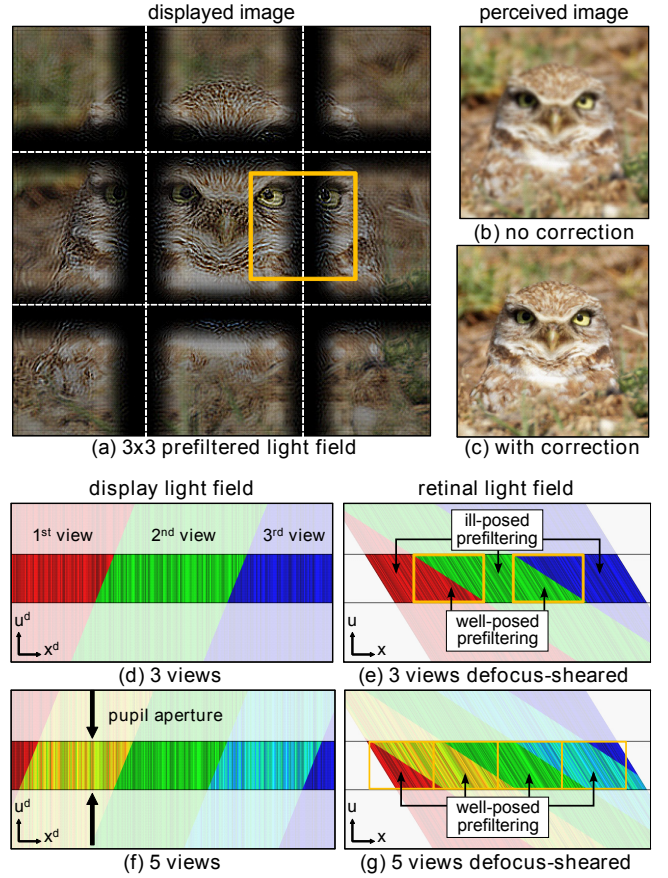 displayed image
perceived image
(b) no correction
(a) 3x3 prefiltered light field
(c) with correction
display light field
retinal light field
1st view
2nd view
3rd view
ill-posed
prefiltering
well-posed
prefiltering
u^d
x^d
u
x
(d) 3 views
(e) 3 views defocus-sheared
pupil aperture
well-posed
prefiltering
u^d
x^d
u
x
(f) 5 views
(g) 5 views defocus-sheared